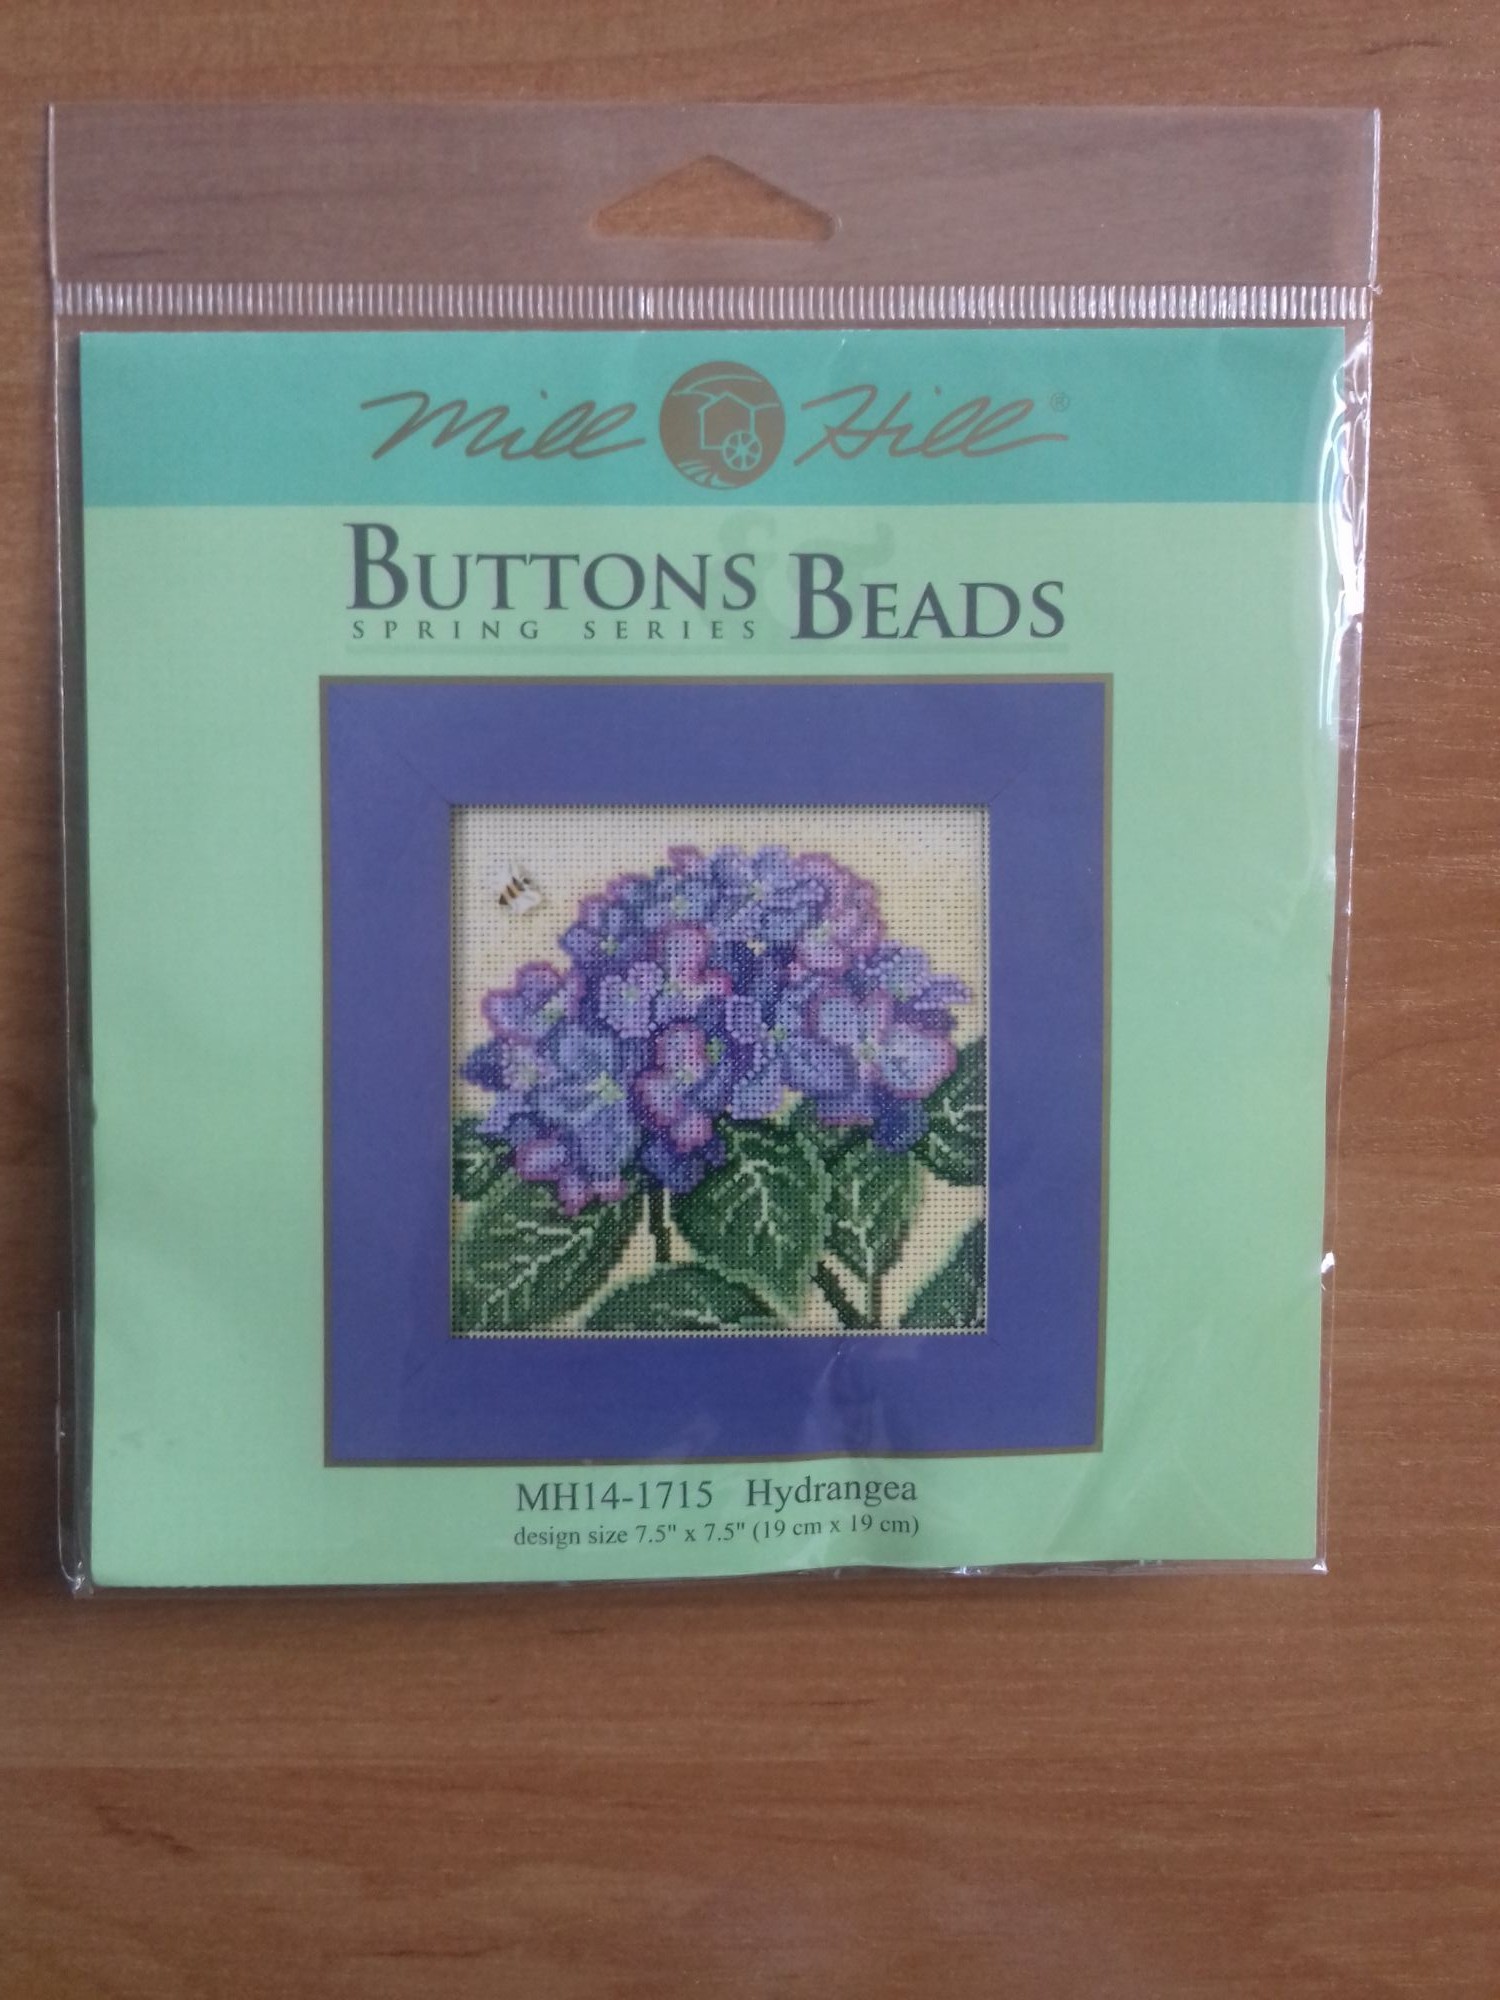 Mill Hill®
BUTTONS & BEADS
SPRING SERIES
MH14-1715 Hydrangea
design size 7.5" x 7.5" (19 cm x 19 cm)